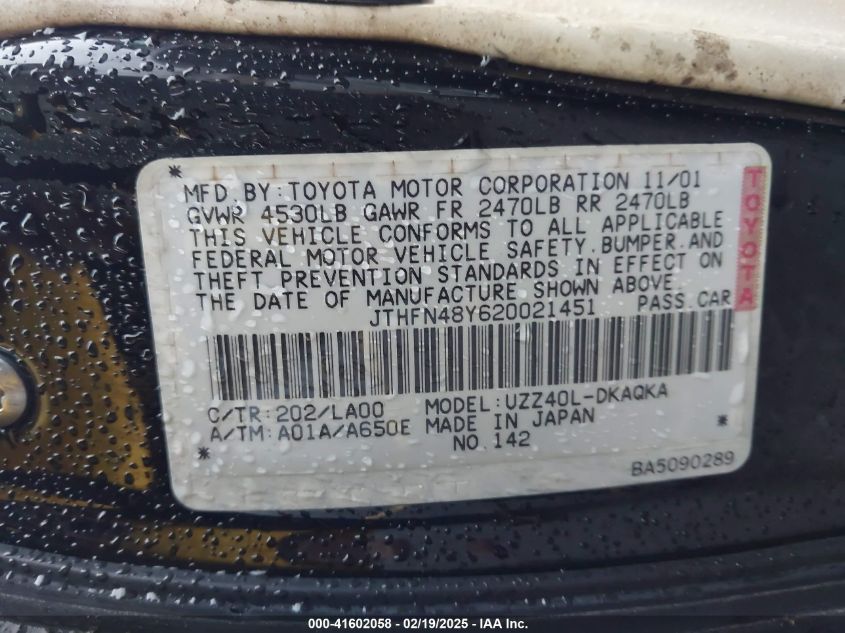 MFD.BY:TOYOTA MOTOR CORPORATION 11/01
GVWR 4530LB GAWR FR 2470LB RR 2470LB
THIS VEHICLE CONFORMS TO ALL APPLICABLE
FEDERAL MOTOR VEHICLE SAFETY,BUMPER,AND
THEFT PREVENTION STANDARDS IN EFFECT ON
THE DATE OF MANUFACTURE SHOWN ABOVE.
JTHFN48Y620021451 PASS.CAR
TOYOTA
C/TR:202/LA00 MODEL:UZZ40L-DKAQKA
A/TM:A01A/A650E MADE IN JAPAN
NO.142
BA5090289
000-41602058 - 02/19/2025 - IAA Inc.